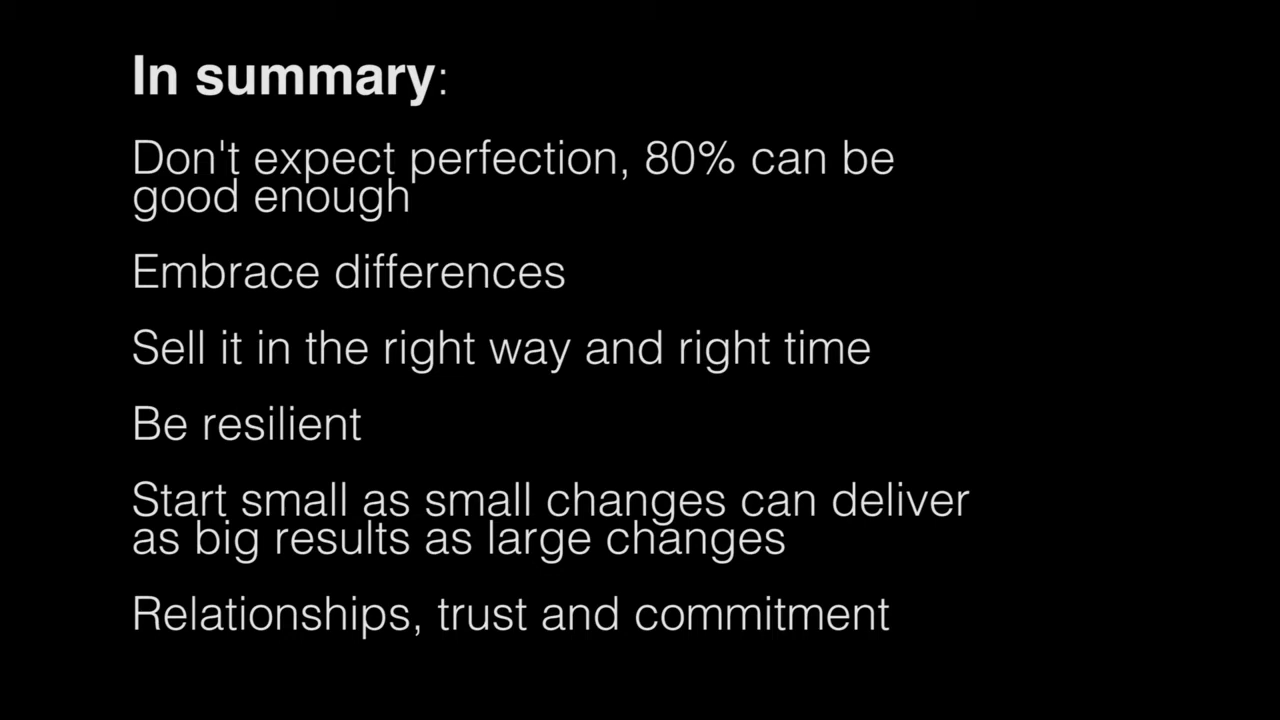 In summary:
Don't expect perfection, 80% can be
good enough
Embrace differences
Sell it in the right way and right time
Be resilient
Start small as small changes can deliver
as big results as large changes
Relationships, trust and commitment